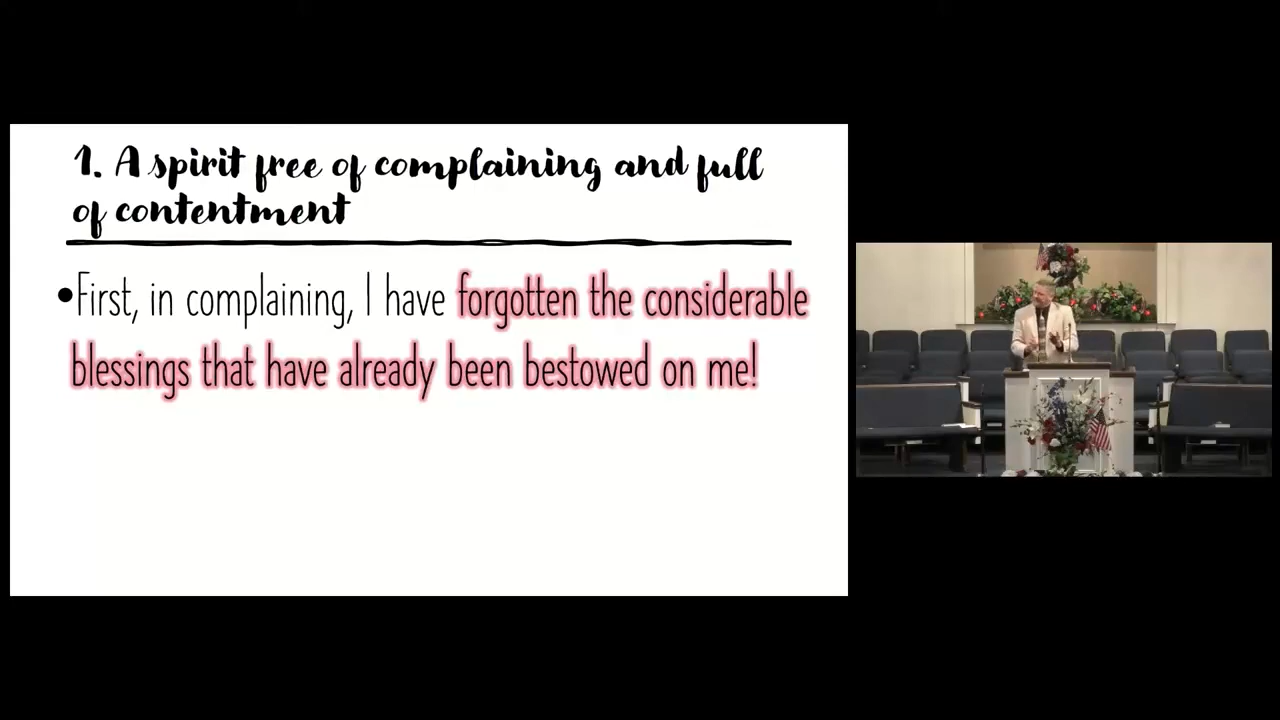 1. A spirit free of complaining and full
of contentment
•First, in complaining, I have forgotten the considerable
blessings that have already been bestowed on me!